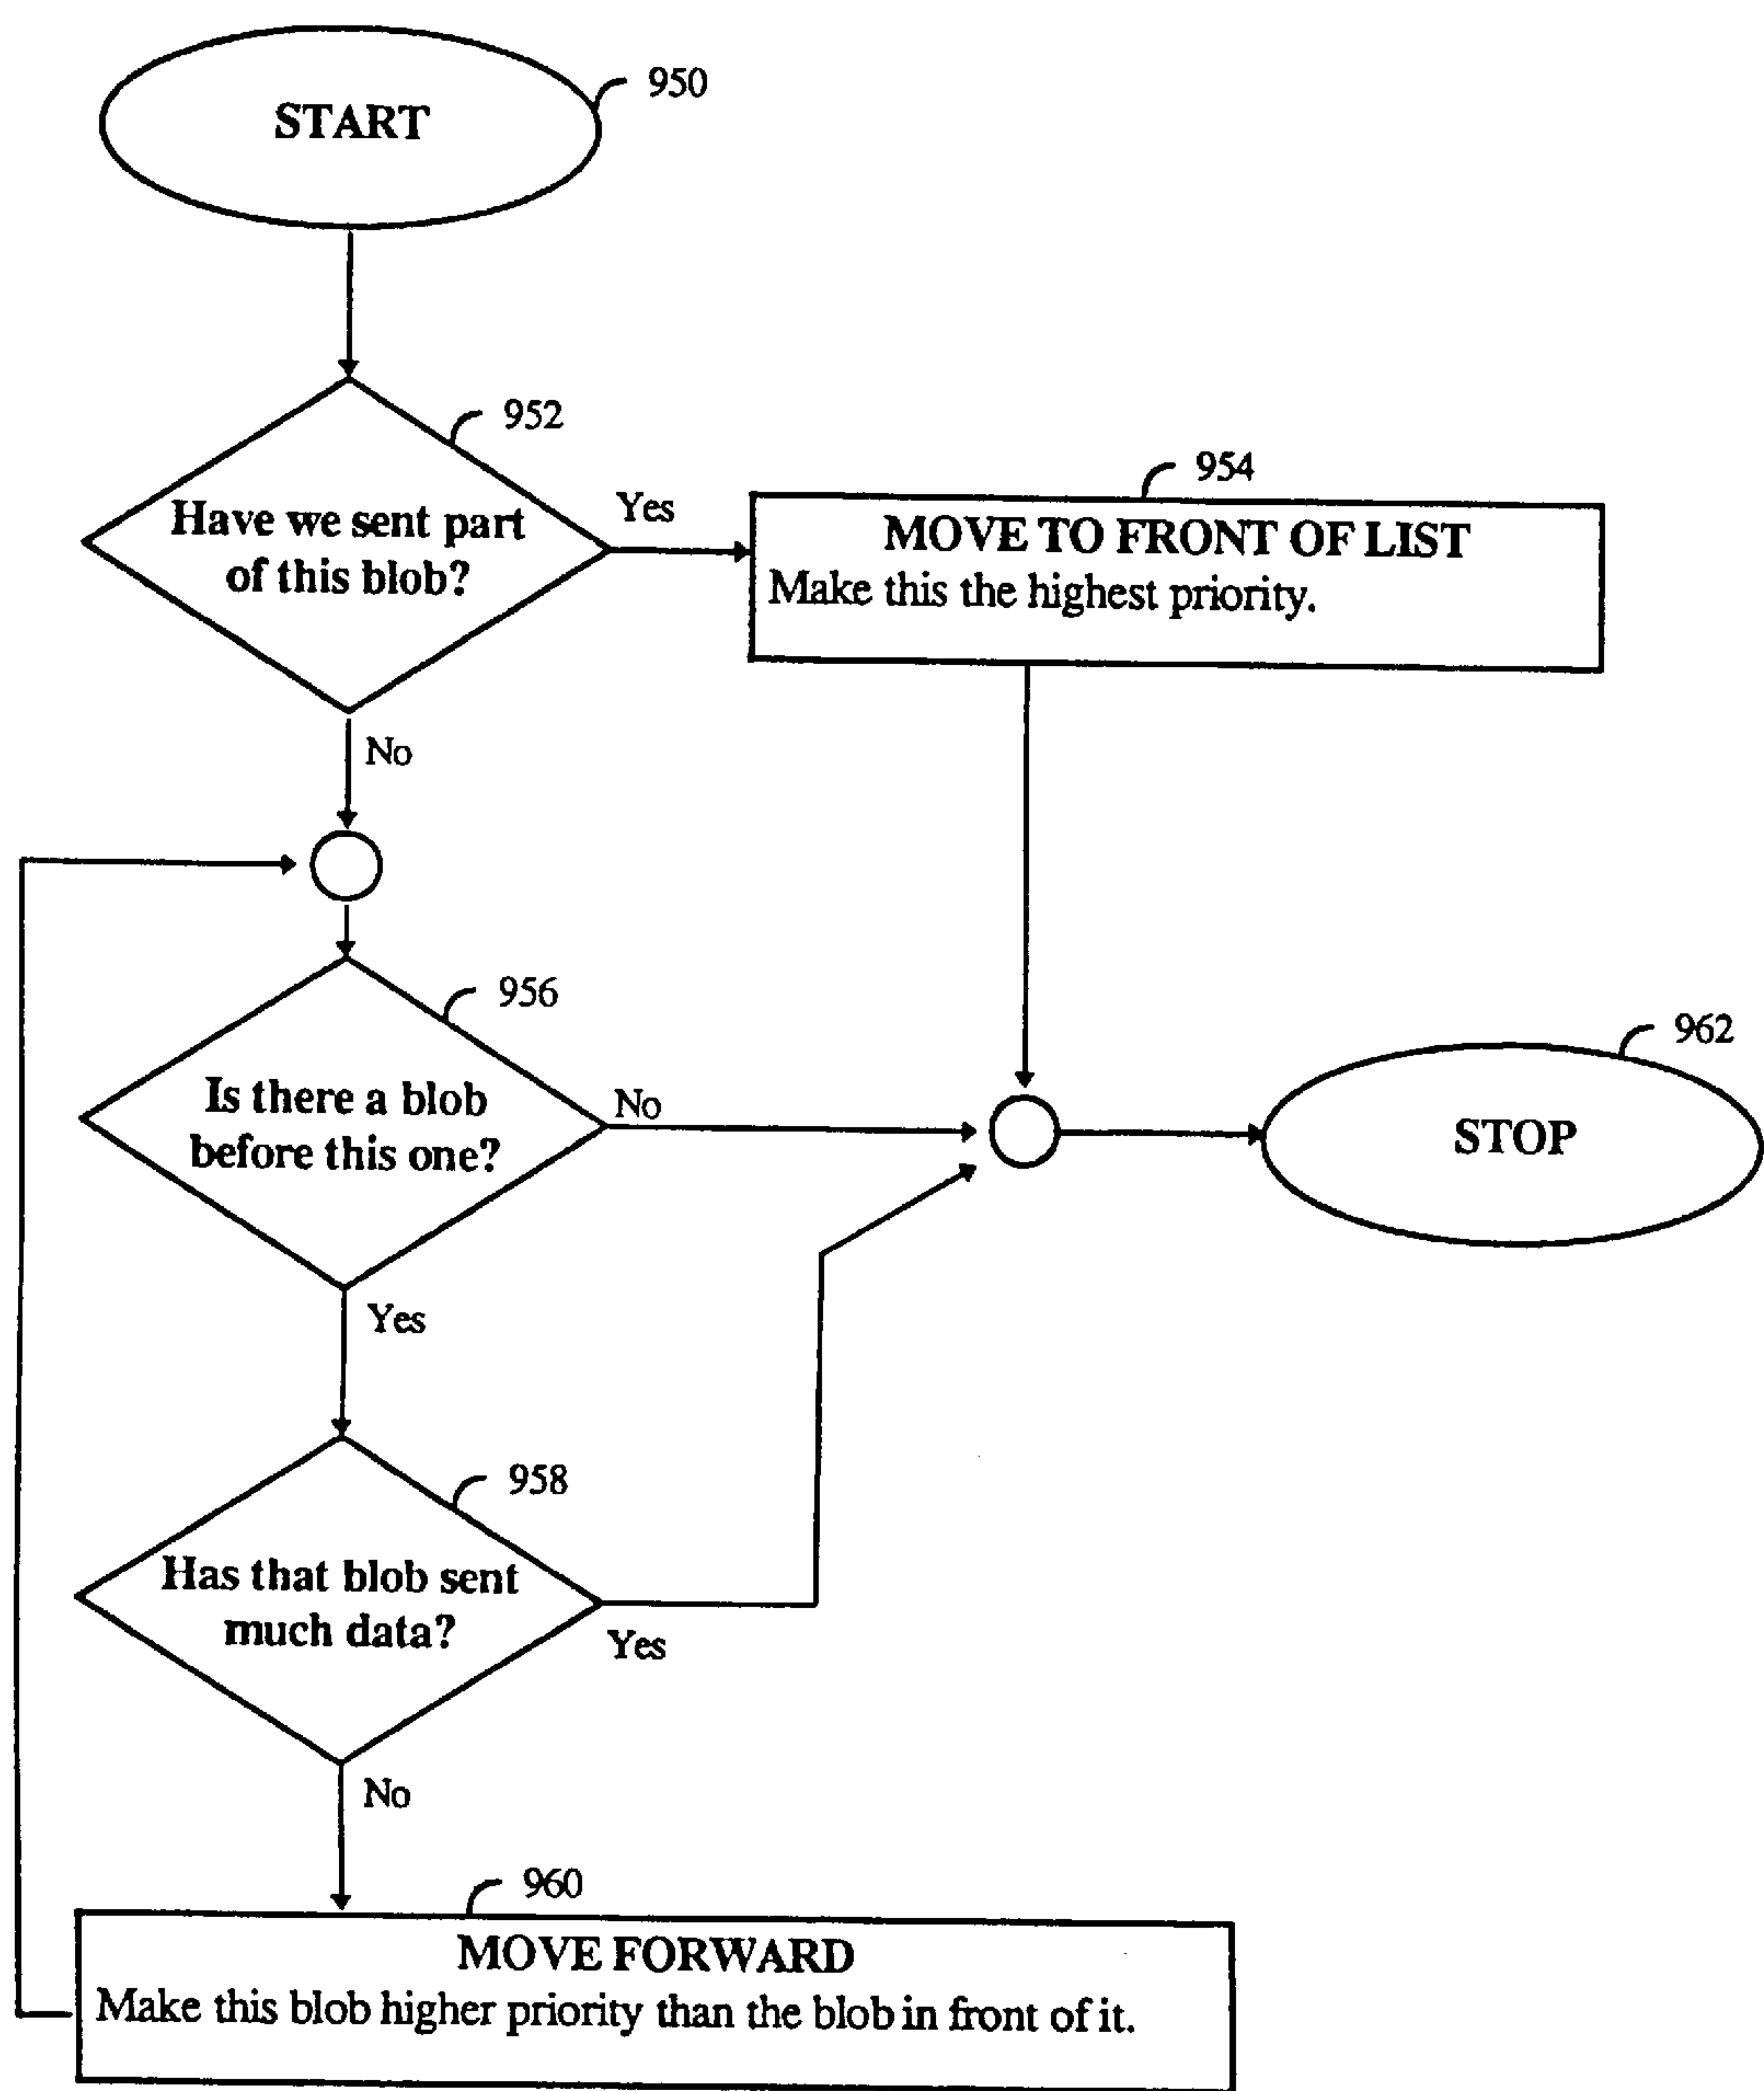 950
START
952
Have we sent part
of this blob?
Yes
954
MOVE TO FRONT OF LIST
Make this the highest priority.
No
956
Is there a blob
before this one?
No
962
STOP
Yes
958
Has that blob sent
much data?
Yes
No
960
MOVE FORWARD
Make this blob higher priority than the blob in front of it.